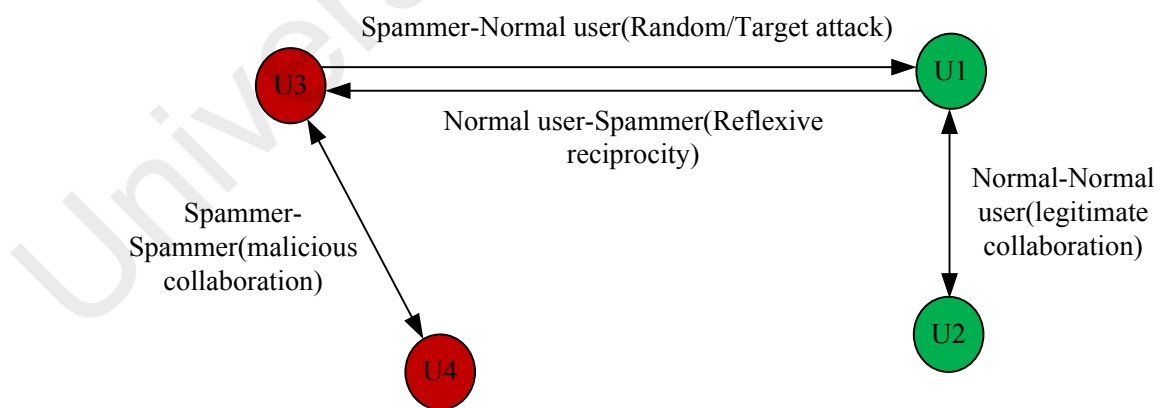 Spammer-Normal user(Random/Target attack)
U3
U1
Normal user-Spammer(Reflexive
reciprocity)
Normal-Normal
user(legitimate
collaboration)
Spammer-
Spammer(malicious
collaboration)
U2
U4
Univers